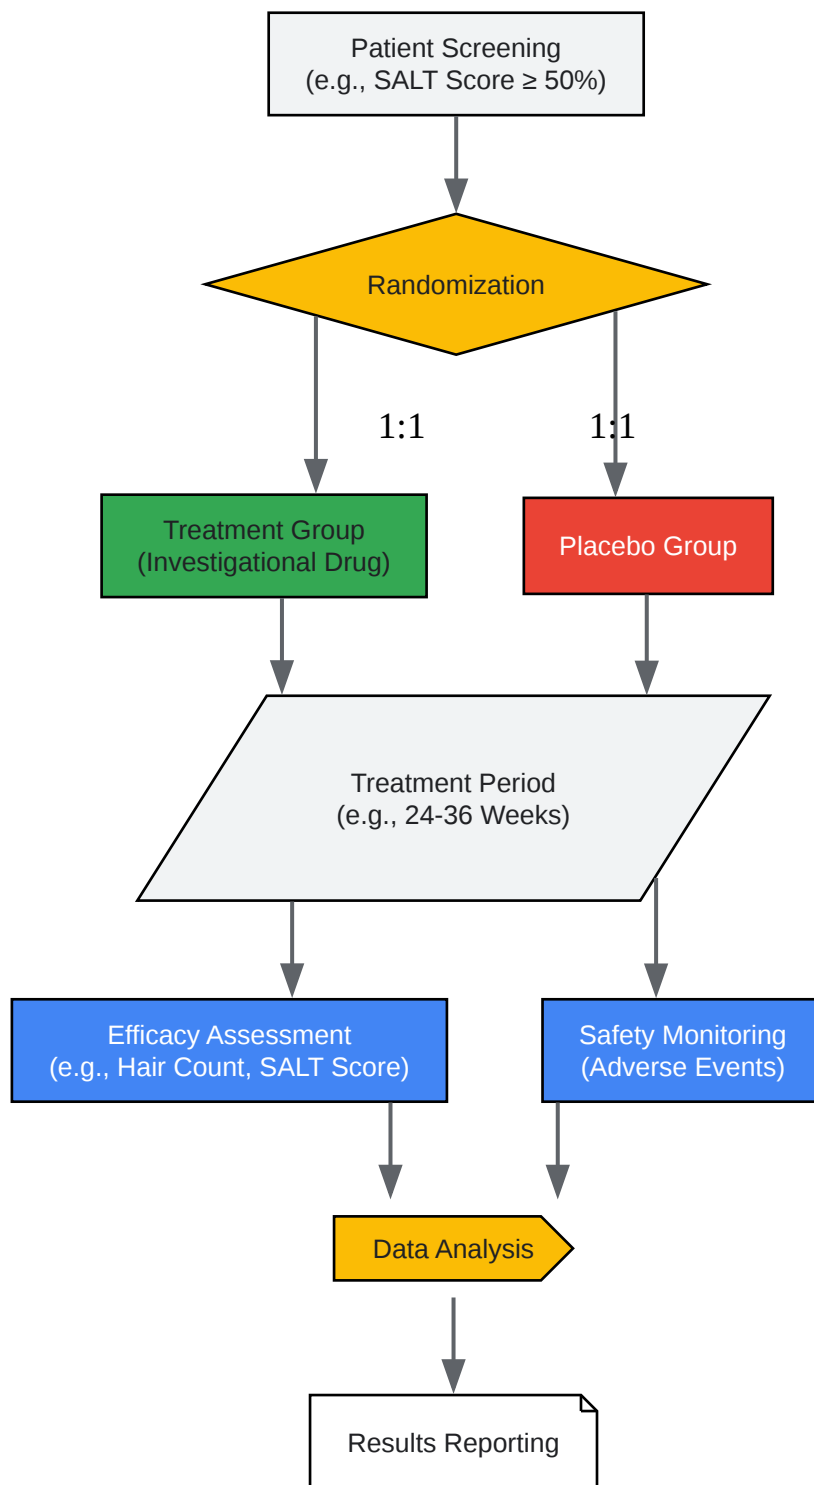 Patient Screening
(e.g., SALT Score ≥ 50%)
Randomization
1:1
1:1
Treatment Group
(Investigational Drug)
Placebo Group
Treatment Period
(e.g., 24-36 Weeks)
Efficacy Assessment
(e.g., Hair Count, SALT Score)
Safety Monitoring
(Adverse Events)
Data Analysis
Results Reporting